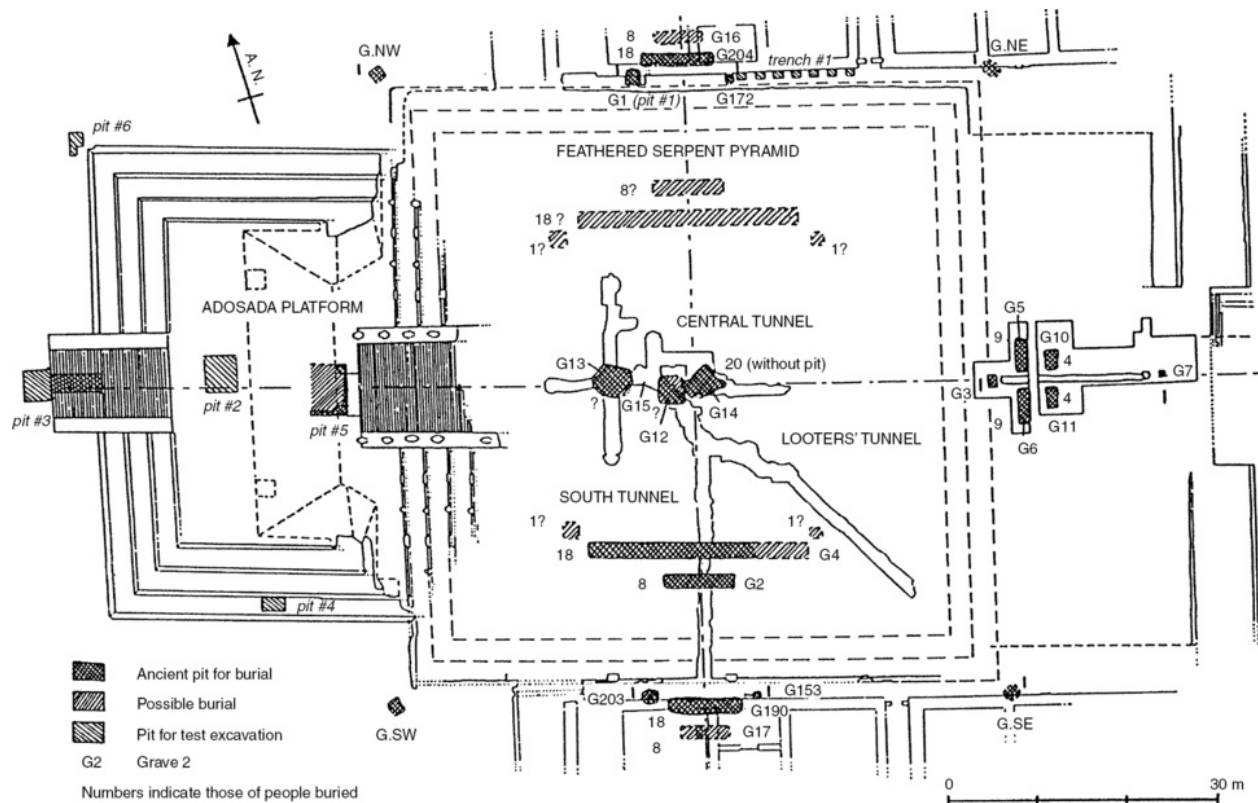 8
G16
18
G204
trench #1
G.NE
G.NW
A.N.
G1 (pit #1)
G172
pit #6
FEATHERED SERPENT PYRAMID
8?
18 ?
1?
1?
ADOSADA PLATFORM
CENTRAL TUNNEL
G5
9
G10
4
G13
20 (without pit)
G7
G3
pit #3
pit #2
pit #5
?
G15
?
G14
G12
4
G11
9
G6
LOOTERS' TUNNEL
SOUTH TUNNEL
1?
1?
18
G4
8
G2
pit #4
Ancient pit for burial
G203
G153
Possible burial
18
G190
G.SW
G.SE
Pit for test excavation
G17
8
G2 Grave 2
Numbers indicate those of people buried
0 30 m